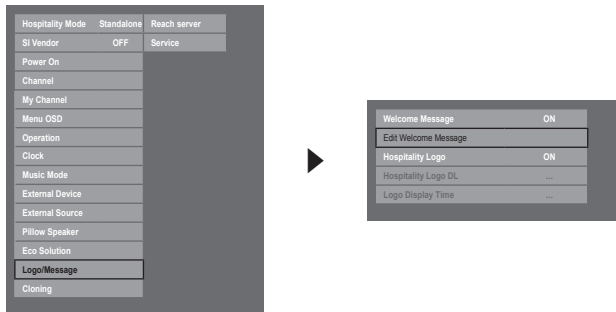 Hospitality Mode Standalone Reach server
SI Vendor OFF Service
Power On
Channel
My Channel
Menu OSD
Operation
Clock
Music Mode
External Device
External Source
Pillow Speaker
Eco Solution
Logo/Message
Cloning
Welcome Message ON
Edit Welcome Message
Hospitality Logo ON
Hospitality Logo DL ...
Logo Display Time ...